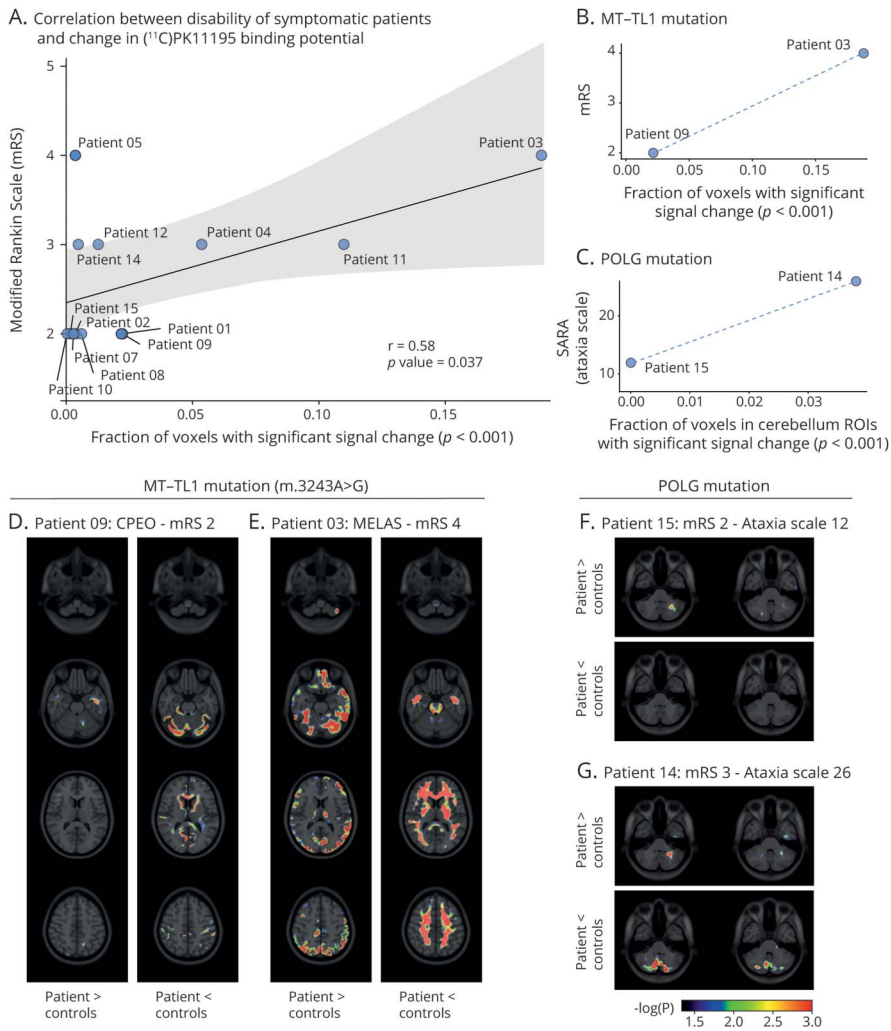 A. Correlation between disability of symptomatic patients
and change in (¹¹C)PK11195 binding potential
Modified Rankin Scale (mRS)
5
4
3
2
Patient 05
Patient 03
Patient 12
Patient 04
Patient 14
Patient 11
Patient 15
Patient 02
Patient 01
Patient 09
Patient 07
Patient 08
Patient 10
r = 0.58
p value = 0.037
0.00
0.05
0.10
0.15
Fraction of voxels with significant signal change (p < 0.001)
B. MT–TL1 mutation
mRS
4
3
2
Patient 03
Patient 09
0.00
0.05
0.10
0.15
Fraction of voxels with significant
signal change (p < 0.001)
C. POLG mutation
SARA
(ataxia scale)
20
10
Patient 14
Patient 15
0.00
0.01
0.02
0.03
Fraction of voxels in cerebellum ROIs
with significant signal change (p < 0.001)
MT–TL1 mutation (m.3243A>G)
D. Patient 09: CPEO - mRS 2
Patient > controls
Patient < controls
E. Patient 03: MELAS - mRS 4
Patient > controls
Patient < controls
POLG mutation
F. Patient 15: mRS 2 - Ataxia scale 12
Patient > controls
Patient < controls
G. Patient 14: mRS 3 - Ataxia scale 26
Patient > controls
Patient < controls
-log(P)
1.5
2.0
2.5
3.0